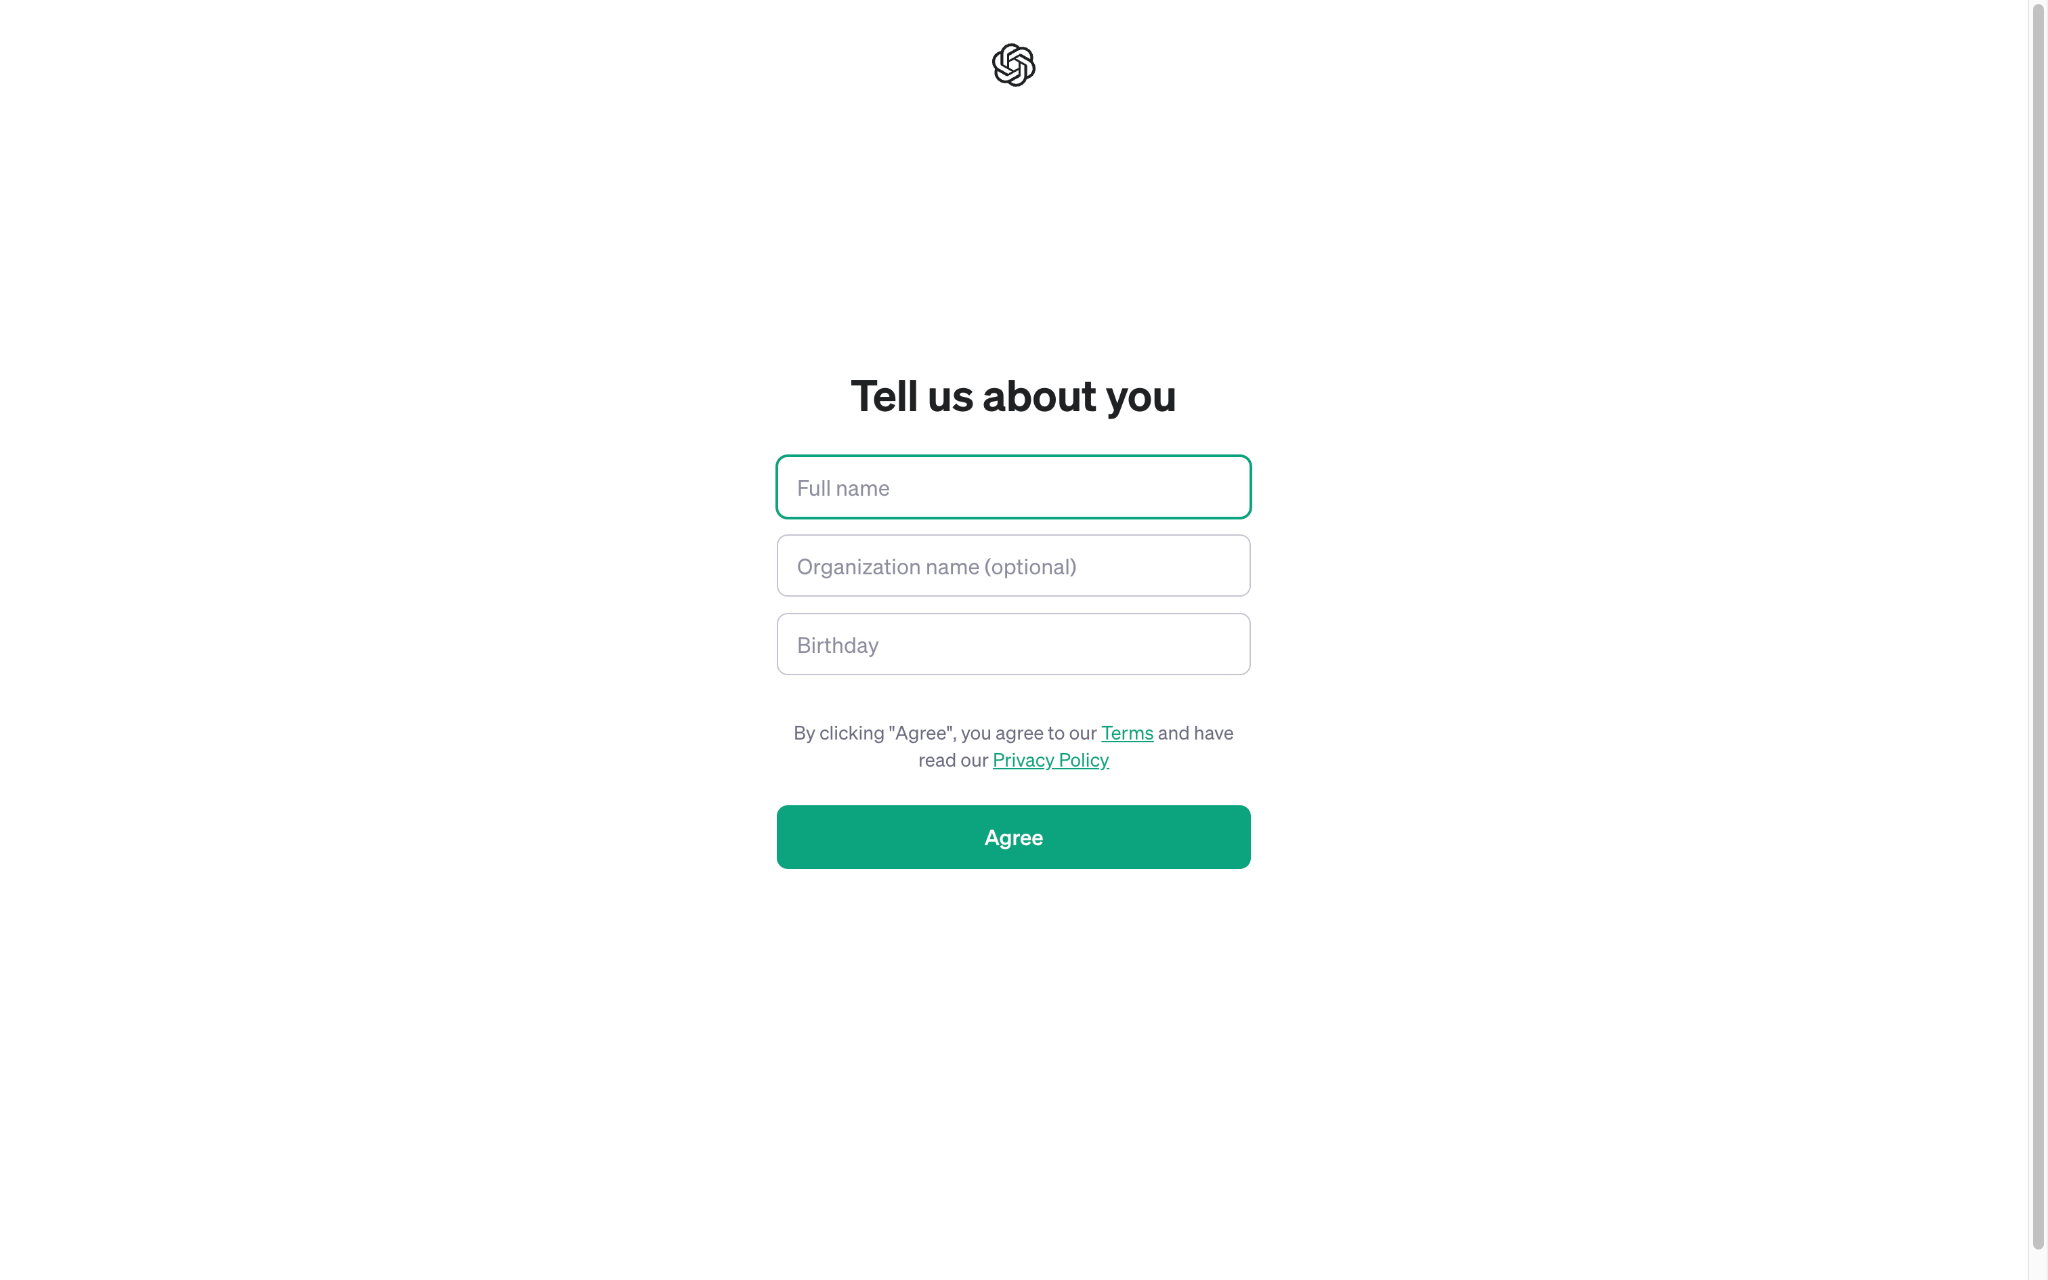 Tell us about you
Full name
Organization name (optional)
Birthday
By clicking "Agree", you agree to our Terms and have
read our Privacy Policy
Agree